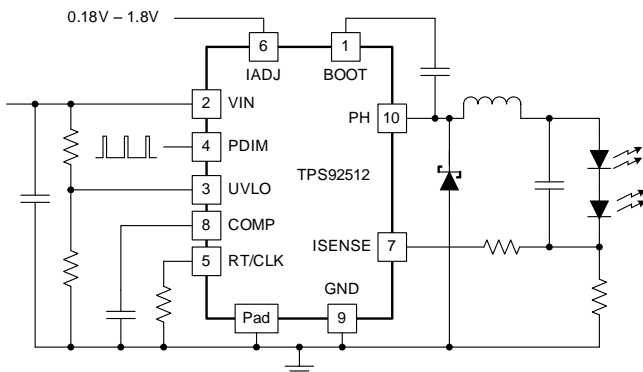 0.18V – 1.8V
6
1
IADJ
BOOT
2
VIN
PH
10
4
PDIM
TPS92512
3
UVLO
8
COMP
ISENSE
7
5
RT/CLK
GND
Pad
9